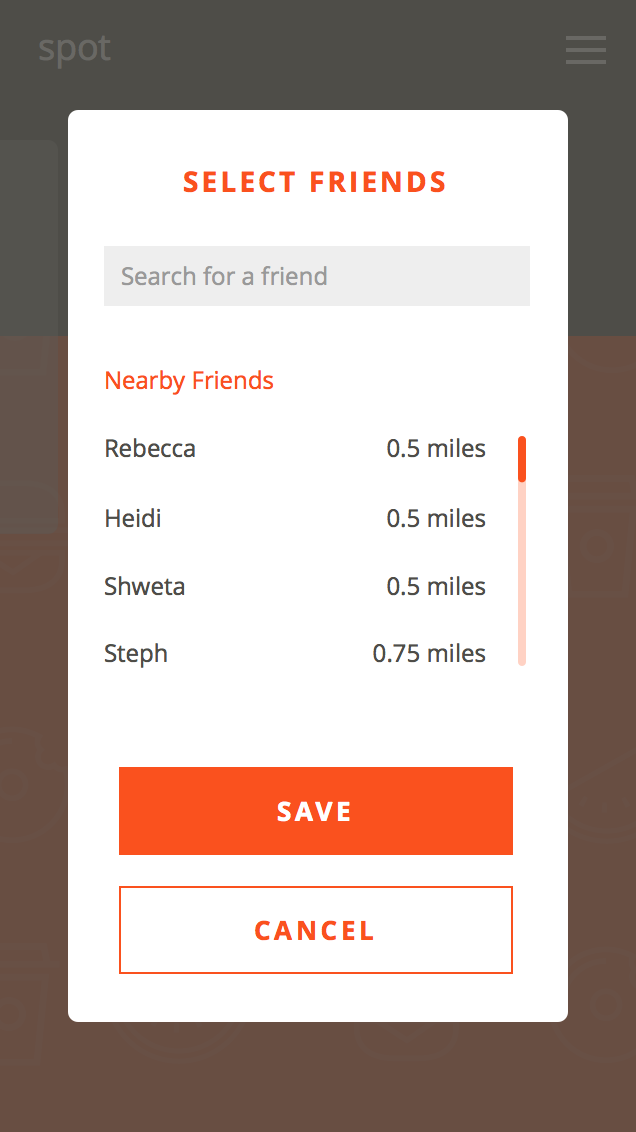 spot
SELECT FRIENDS
Search for a friend
Nearby Friends
Rebecca 0.5 miles
Heidi 0.5 miles
Shweta 0.5 miles
Steph 0.75 miles
SAVE
CANCEL